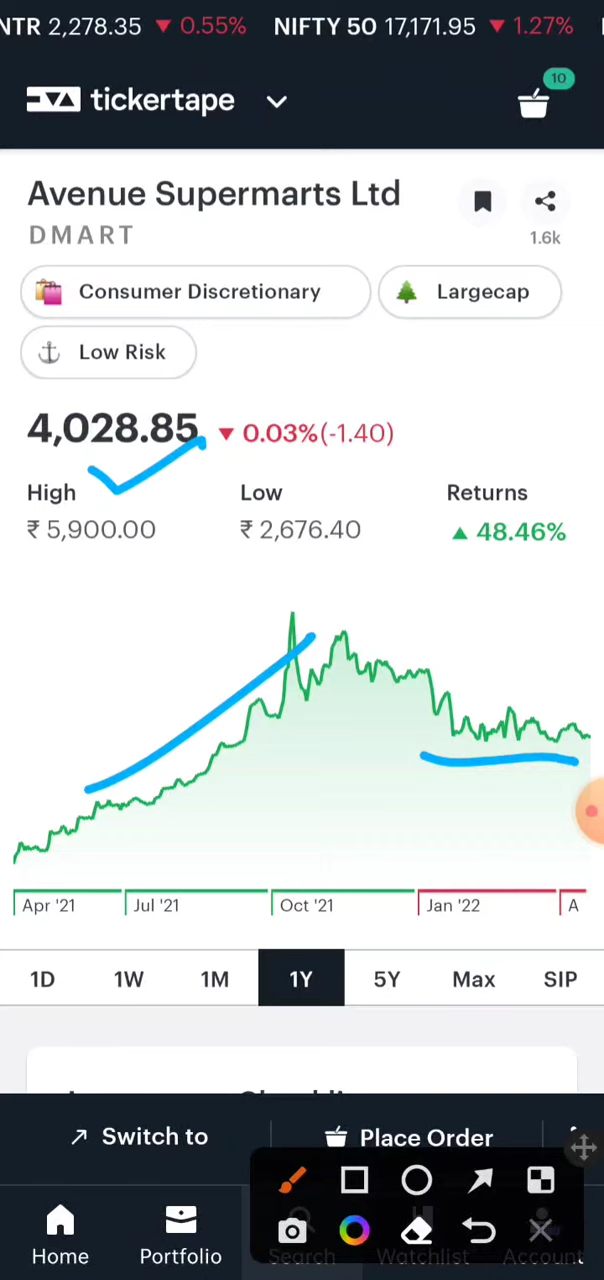 NTR 2,278.35 ▼ 0.55% NIFTY 50 17,171.95 ▼ 1.27%
tickertape
10
Avenue Supermarts Ltd
DMART
1.6k
Consumer Discretionary
Largecap
Low Risk
4,028.85 ▼ 0.03%(-1.40)
High Low Returns
₹ 5,900.00 ₹ 2,676.40 ▲ 48.46%
Apr '21 Jul '21 Oct '21 Jan '22 A
1D 1W 1M 1Y 5Y Max SIP
Switch to Place Order
Home Portfolio Search Watchlist Account